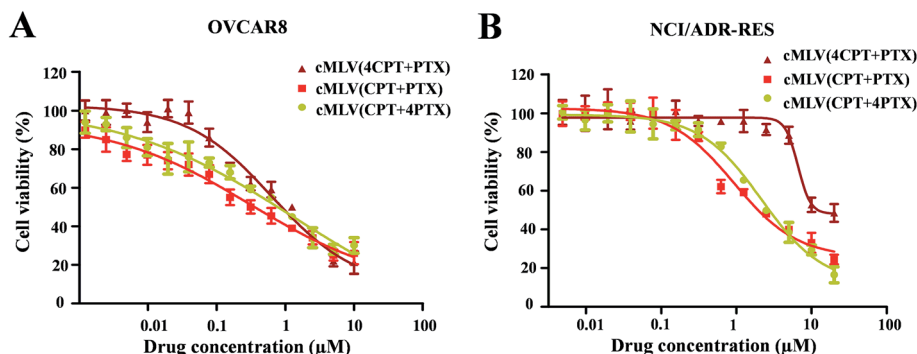 A
OVCAR8
cMLV(4CPT+PTX)
cMLV(CPT+PTX)
cMLV(CPT+4PTX)
Cell viability (%)
120
100
80
60
40
20
0
0.01
0.1
1
10
100
Drug concentration (µM)
B
NCI/ADR-RES
cMLV(4CPT+PTX)
cMLV(CPT+PTX)
cMLV(CPT+4PTX)
Cell viability (%)
120
100
80
60
40
20
0
0.01
0.1
1
10
100
Drug concentration (µM)